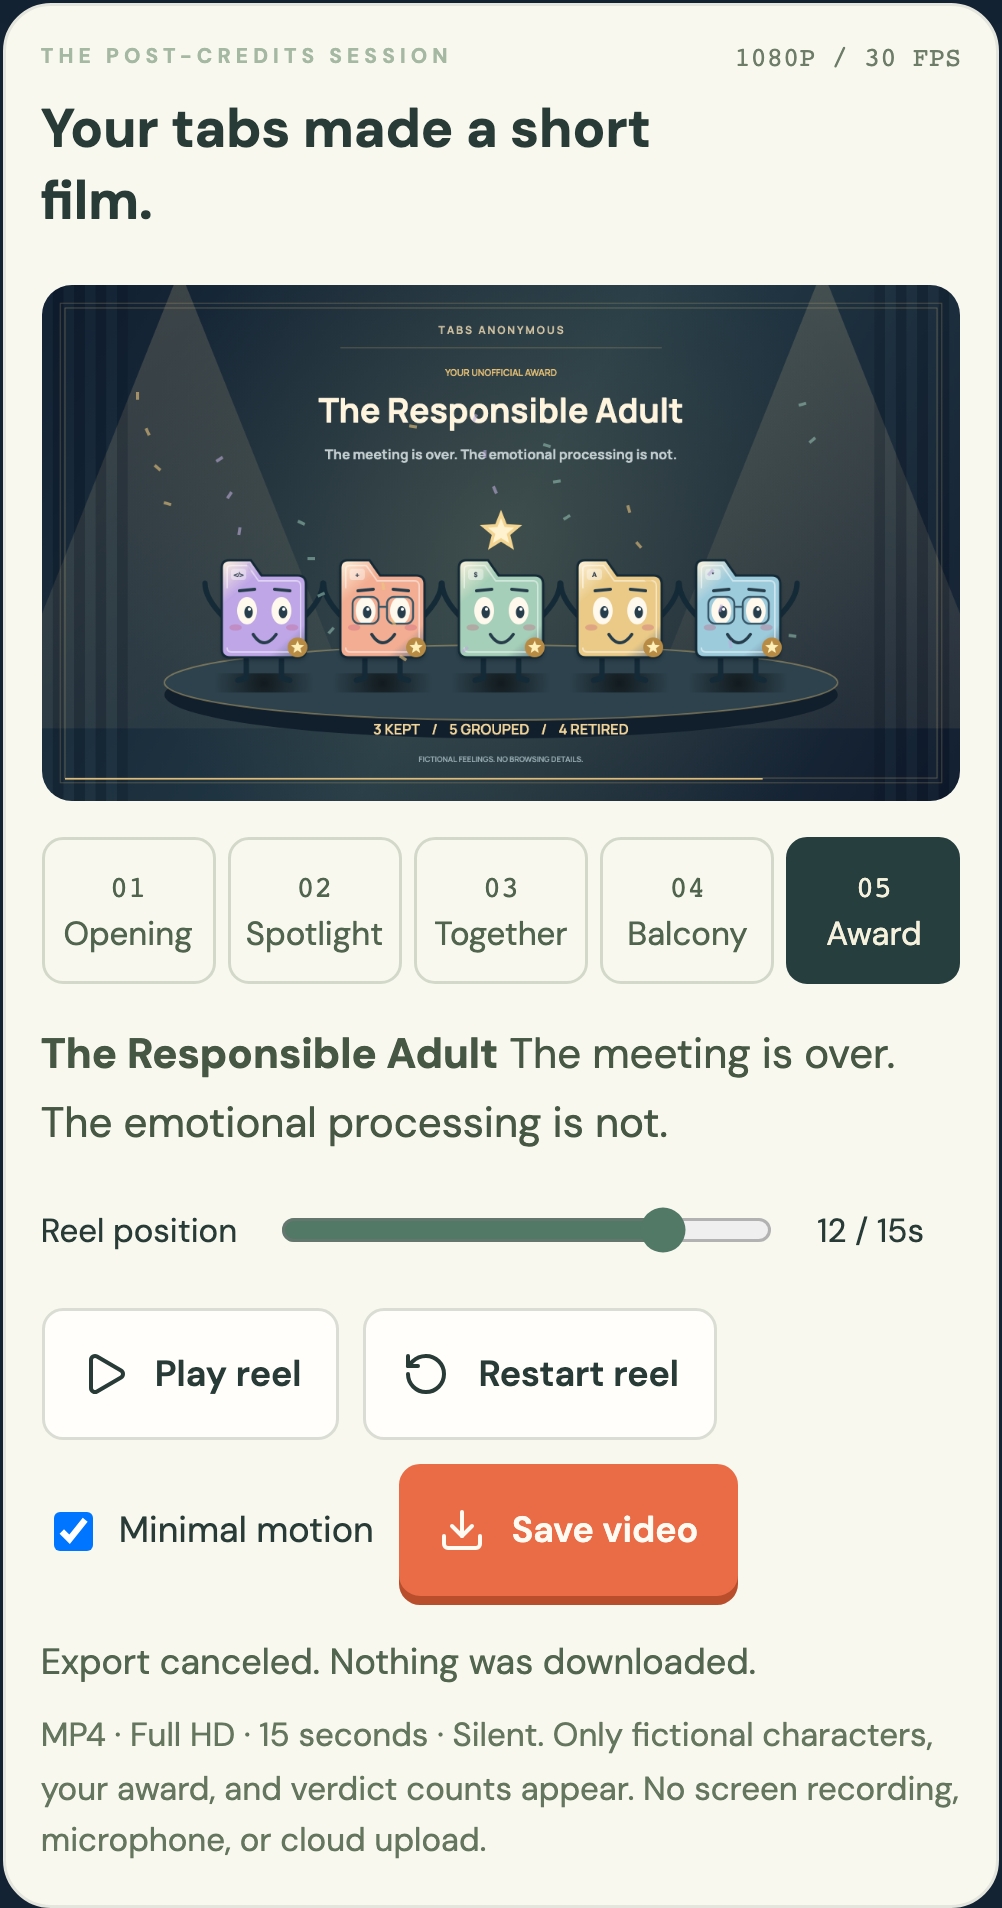 THE POST-CREDITS SESSION
1080P / 30 FPS
Your tabs made a short
film.
TABS ANONYMOUS
YOUR UNOFFICIAL AWARD
The Responsible Adult
The meeting is over. The emotional processing is not.
</>
+
$
A
3 KEPT / 5 GROUPED / 4 RETIRED
FICTIONAL FEELINGS. NO BROWSING DETAILS.
01
Opening
02
Spotlight
03
Together
04
Balcony
05
Award
The Responsible Adult The meeting is over.
The emotional processing is not.
Reel position
12 / 15s
Play reel
Restart reel
Minimal motion
Save video
Export canceled. Nothing was downloaded.
MP4 · Full HD · 15 seconds · Silent. Only fictional characters,
your award, and verdict counts appear. No screen recording,
microphone, or cloud upload.